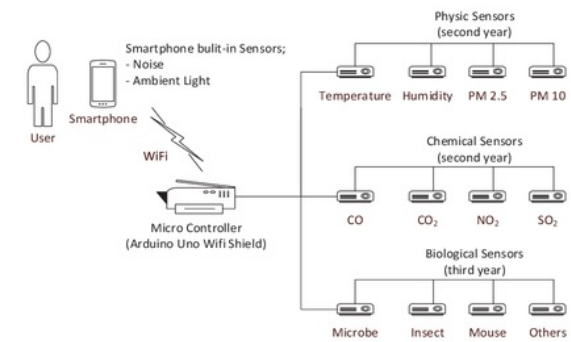 Physic Sensors
(second year)
Smartphone bulit-in Sensors;
- Noise
- Ambient Light
Temperature Humidity PM 2.5 PM 10
Smartphone
User
WiFi
Chemical Sensors
(second year)
CO CO₂ NO₂ SO₂
Micro Controller
(Arduino Uno Wifi Shield)
Biological Sensors
(third year)
Microbe Insect Mouse Others